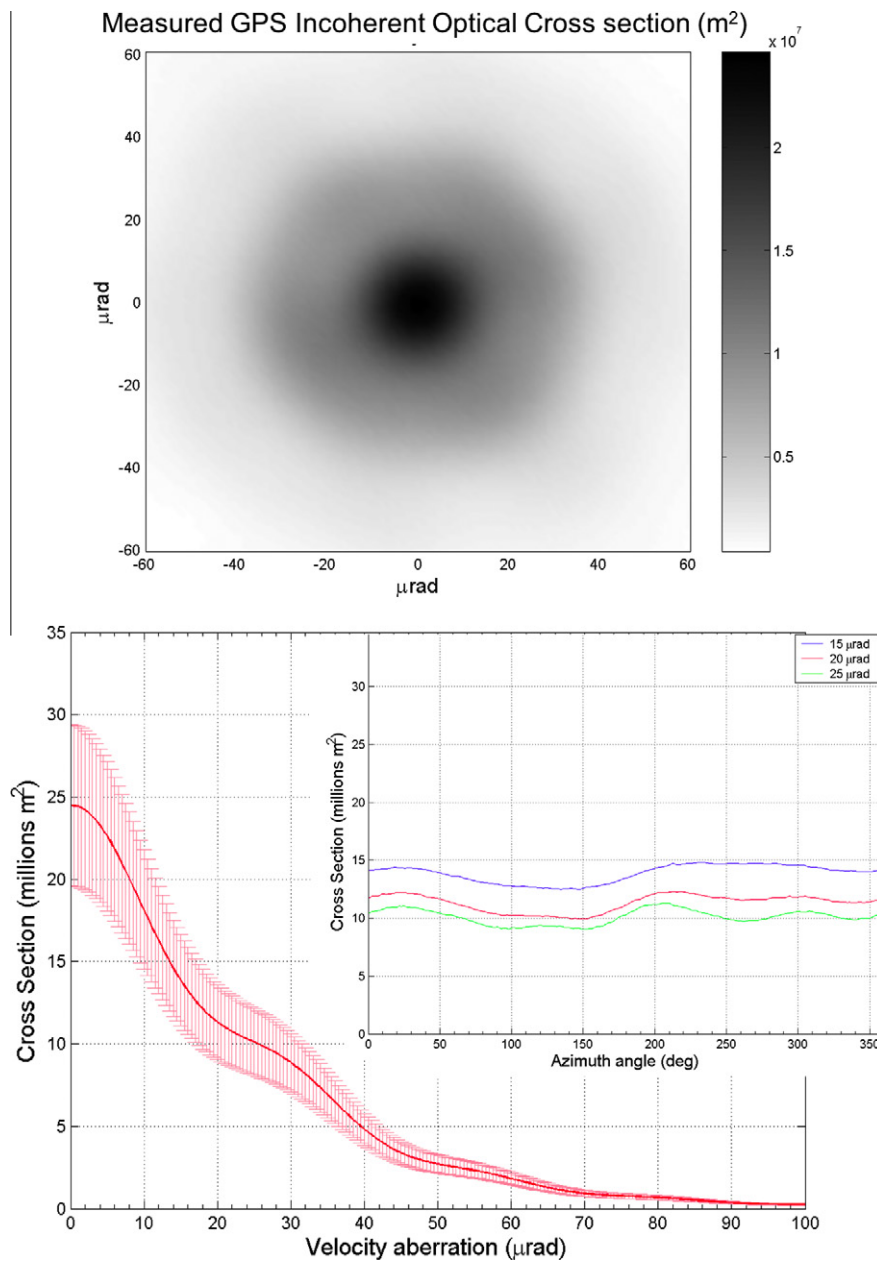 Measured GPS Incoherent Optical Cross section (m²)
x 10⁷
60
40
20
0
-20
-40
-60
μrad
-60 -40 -20 0 20 40 60
μrad
2
1.5
1
0.5
35
30
25
20
15
10
5
0
Cross Section (millions m²)
0 10 20 30 40 50 60 70 80 90 100
Velocity aberration (μrad)
15 μrad
20 μrad
25 μrad
30
25
20
15
10
5
0
Cross Section (millions m²)
0 50 100 150 200 250 300 350
Azimuth angle (deg)